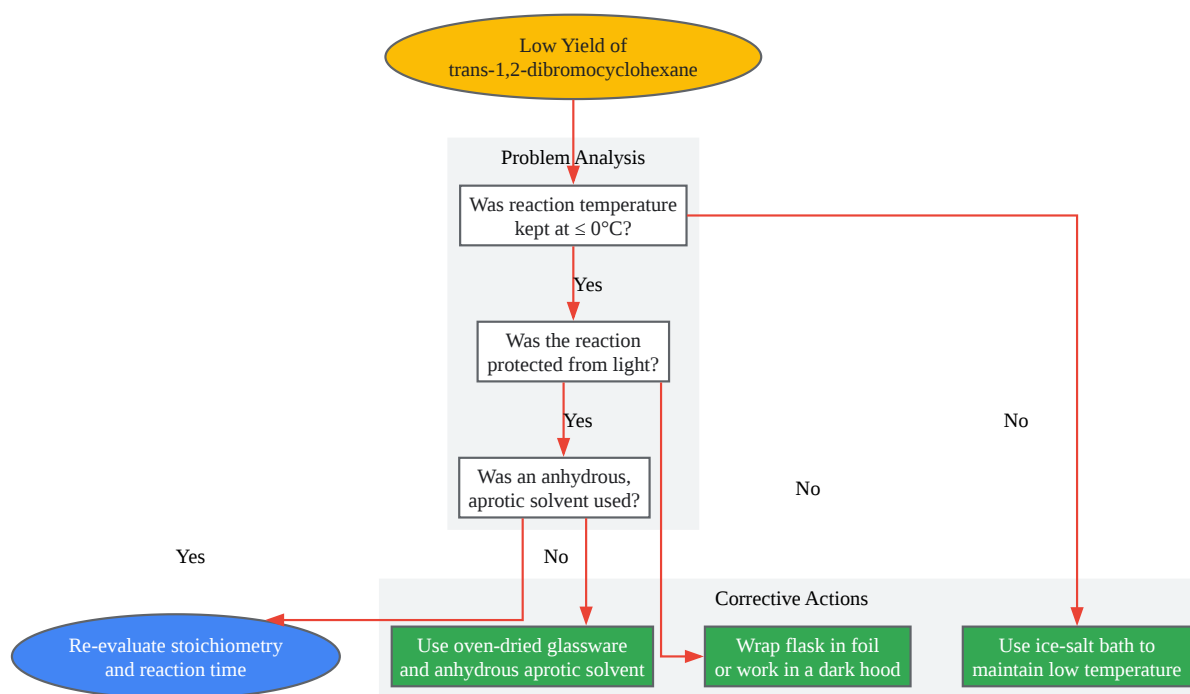 Low Yield of
trans-1,2-dibromocyclohexane
Problem Analysis
Was reaction temperature
kept at ≤ 0°C?
Yes
Was the reaction
protected from light?
Yes
No
Was an anhydrous,
aprotic solvent used?
No
Yes
No
Corrective Actions
Re-evaluate stoichiometry
and reaction time
Use oven-dried glassware
and anhydrous aprotic solvent
Wrap flask in foil
or work in a dark hood
Use ice-salt bath to
maintain low temperature